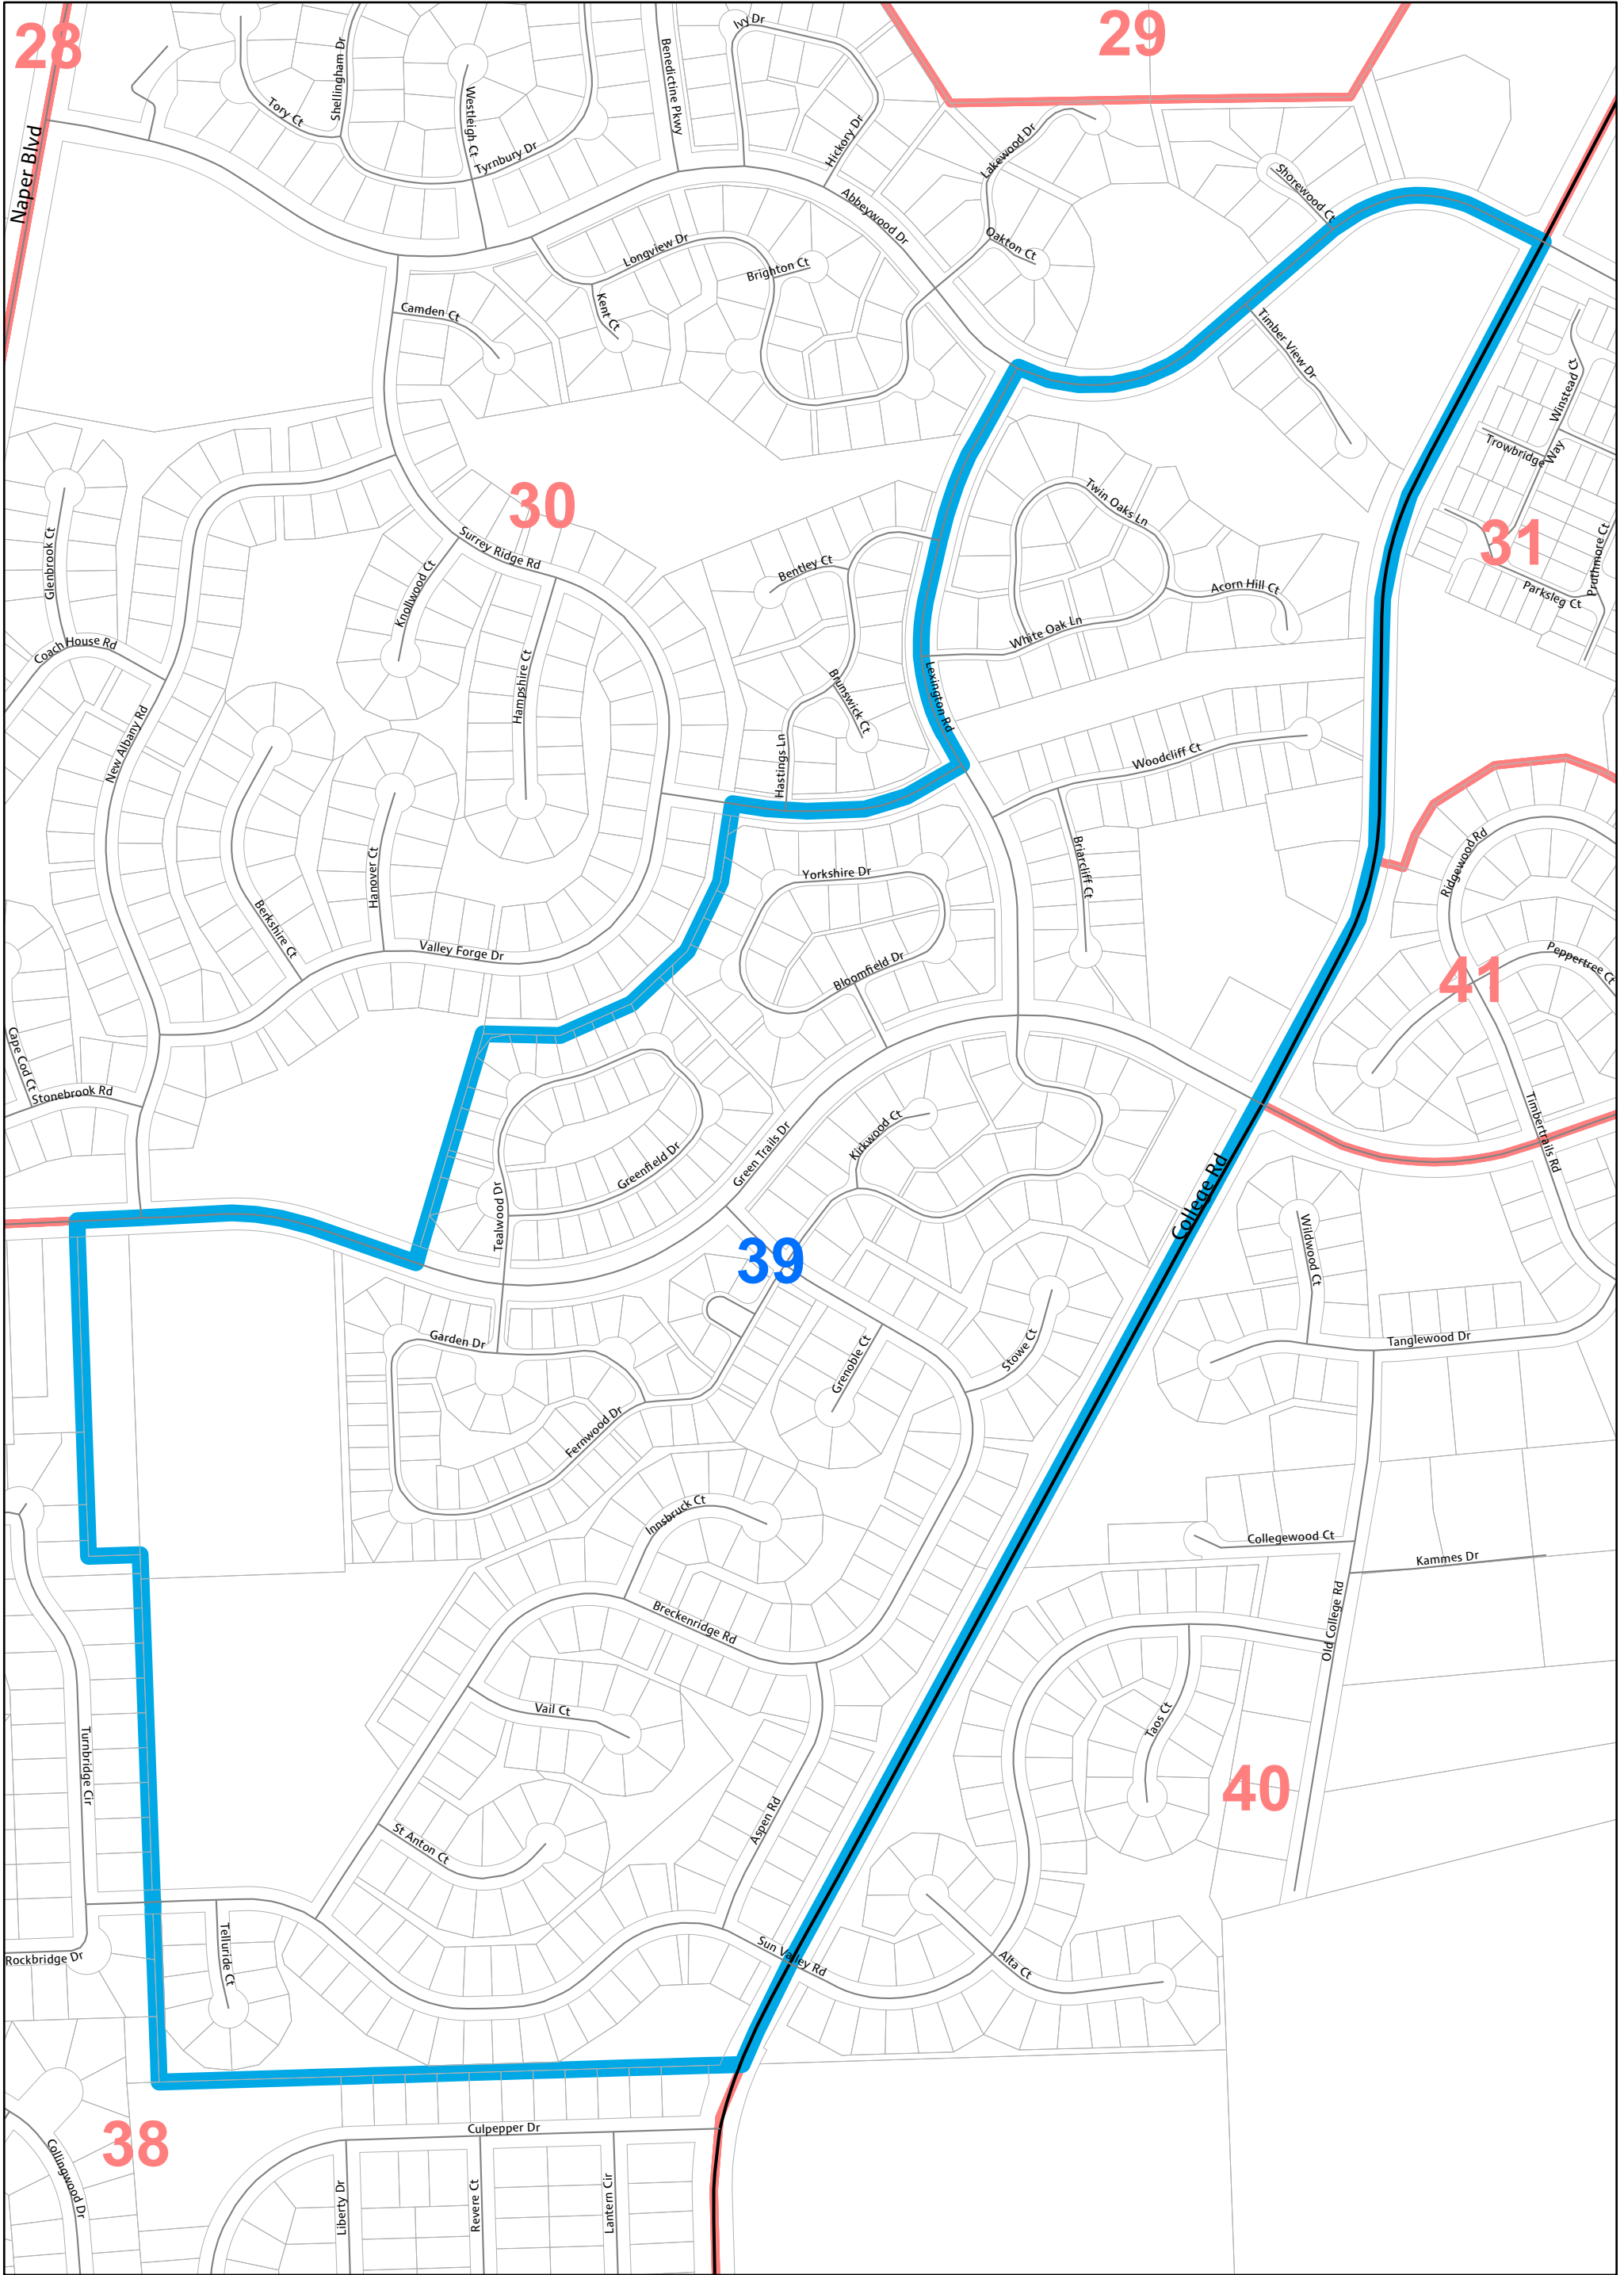 28
29
Ivy Dr
Benedictine Pkwy
Shellingham Dr
Tory Ct
Westleigh Ct
Tyrnbury Dr
Hickory Dr
Lakewood Dr
Naper Blvd
Shorewood Ct
Abbeywood Dr
Longview Dr
Oakton Ct
Brighton Ct
Kent Ct
Camden Ct
Timber View Dr
Winstead Ct
Trowbridge
Way
30
Twin Oaks Ln
31
Surrey Ridge Rd
Glenbrook Ct
Knollwood Ct
Bentley Ct
Acorn Hill Ct
Pruthmore Ct
Parksleg Ct
Coach House Rd
White Oak Ln
Hampshire Ct
Brunswick Ct
Lexington Rd
New Albany Rd
Hastings Ln
Woodcliff Ct
Ridgewood Rd
Briarcliff Ct
Yorkshire Dr
Hanover Ct
Berkshire Ct
Valley Forge Dr
Bloomfield Dr
Peppertree Ct
41
Cape Cod Ct
Stonebrook Rd
Timbertrails Rd
Kirkwood Ct
Green Trails Dr
Greenfield Dr
College Rd
Tealwood Dr
39
Wildwood Ct
Garden Dr
Stowe Ct
Tanglewood Dr
Grenoble Ct
Fernwood Dr
Innsbruck Ct
Collegewood Ct
Kammes Dr
Breckenridge Rd
Old College Rd
Vail Ct
Taos Ct
Turnbridge Cir
40
Aspen Rd
St Anton Ct
Telluride Ct
Rockbridge Dr
Sun Valley Rd
Alta Ct
38
Culpepper Dr
Collingwood Dr
Liberty Dr
Revere Ct
Lantern Cir